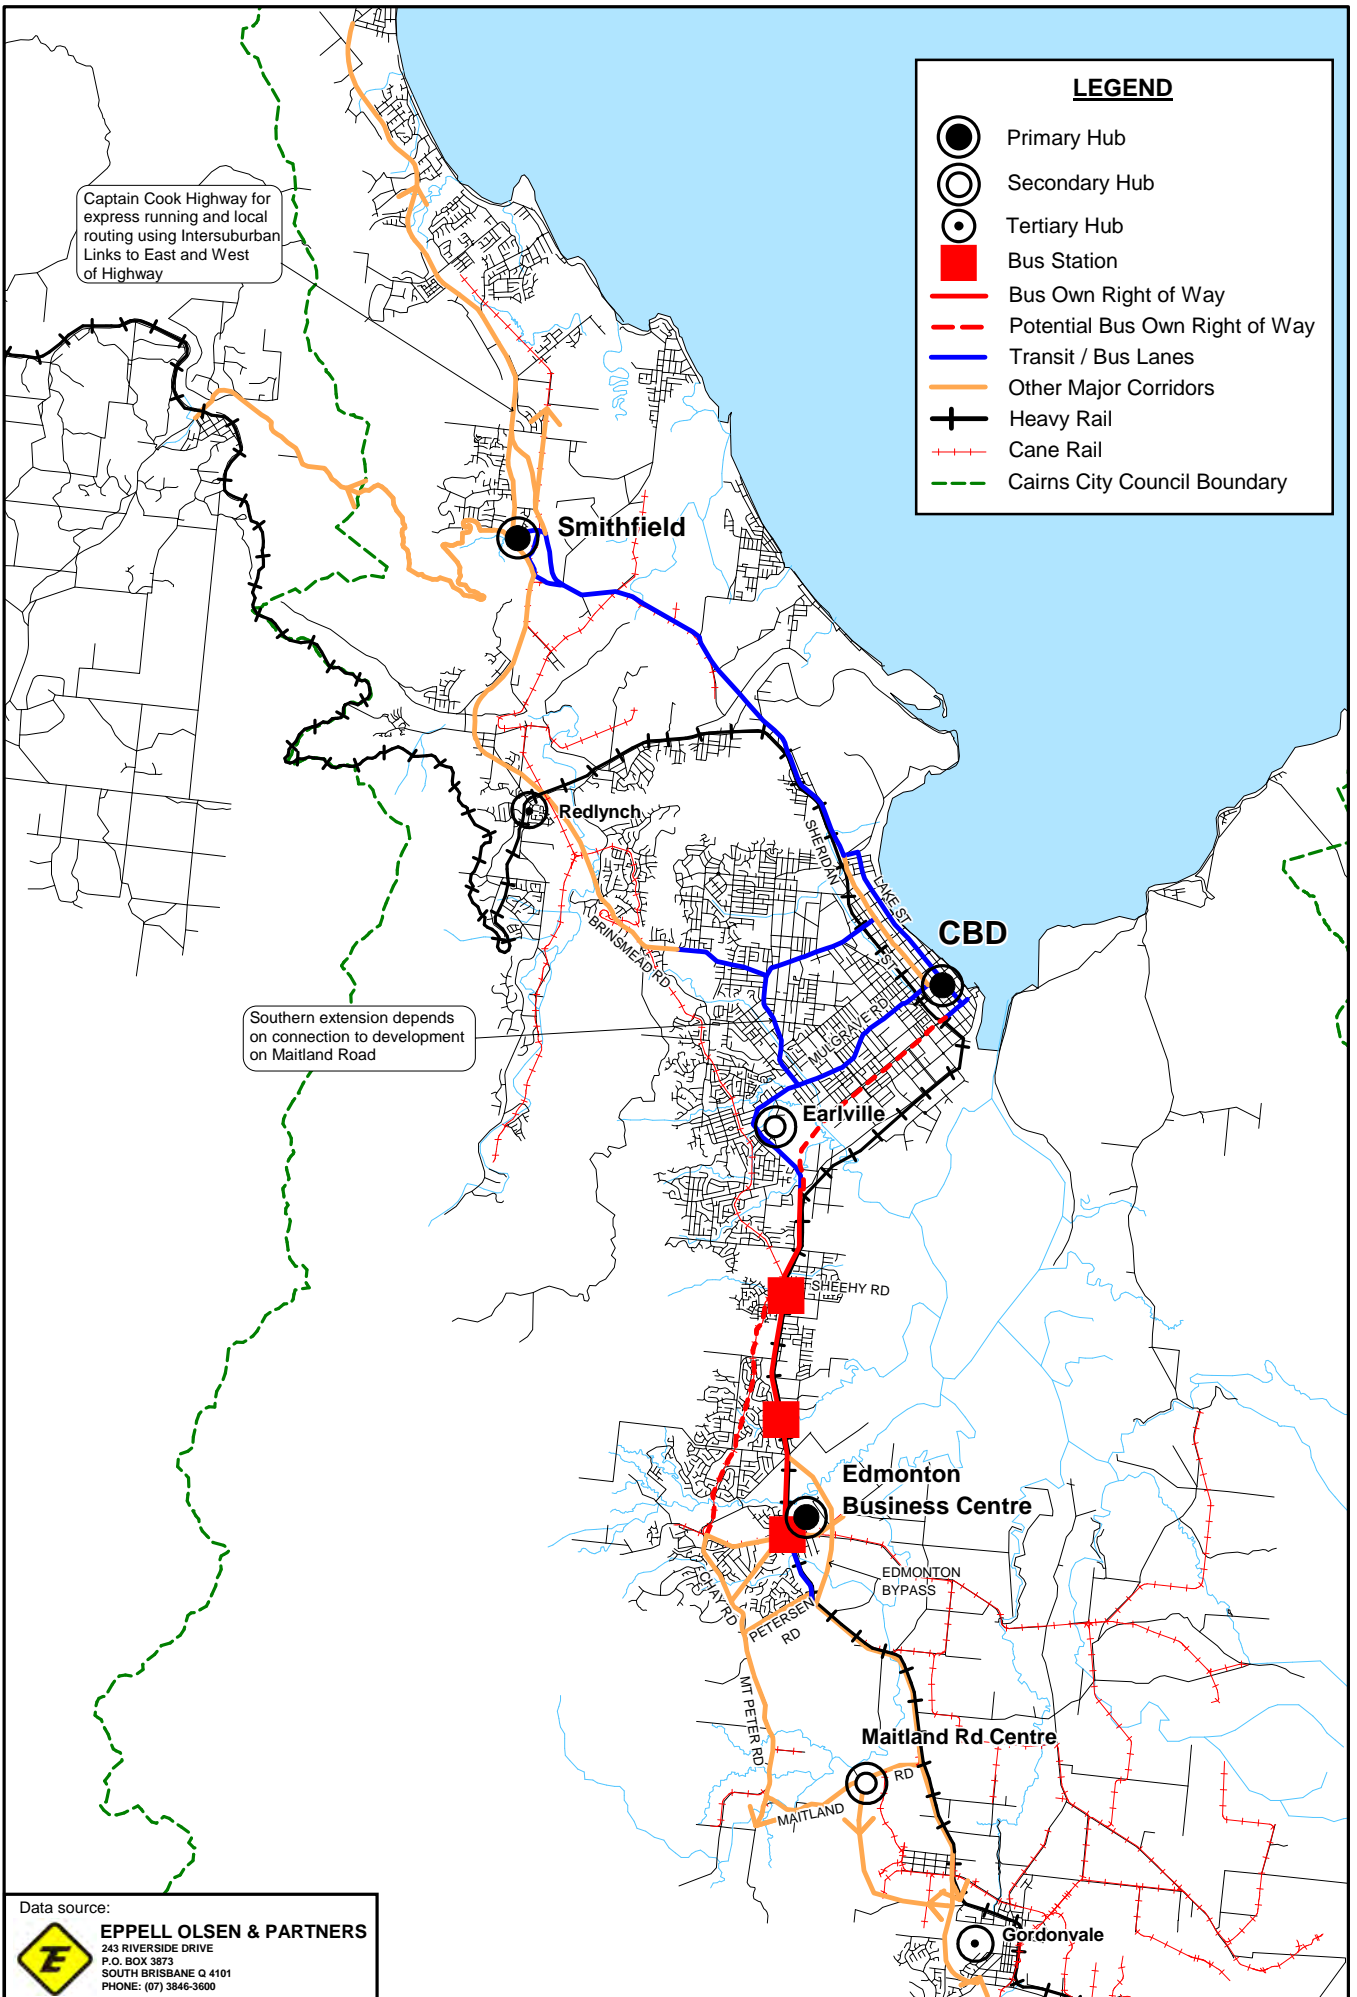 LEGEND
Primary Hub
Secondary Hub
Tertiary Hub
Bus Station
Bus Own Right of Way
Potential Bus Own Right of Way
Transit / Bus Lanes
Other Major Corridors
Heavy Rail
Cane Rail
Cairns City Council Boundary
Captain Cook Highway for
express running and local
routing using Intersuburban
Links to East and West
of Highway
Smithfield
Redlynch
SHERIDAN
LAKE ST
CBD
BRINSMEAD RD
ST
MULGRAVE RD
Southern extension depends
on connection to development
on Maitland Road
Earlville
SHEEHY RD
Edmonton
Business Centre
EDMONTON
BYPASS
CHAY RD
PETERSEN
RD
MT PETER RD
Maitland Rd Centre
MAITLAND
RD
Gordonvale
Data source:
E
EPPELL OLSEN & PARTNERS
243 RIVERSIDE DRIVE
P.O. BOX 3873
SOUTH BRISBANE Q 4101
PHONE: (07) 3846-3600